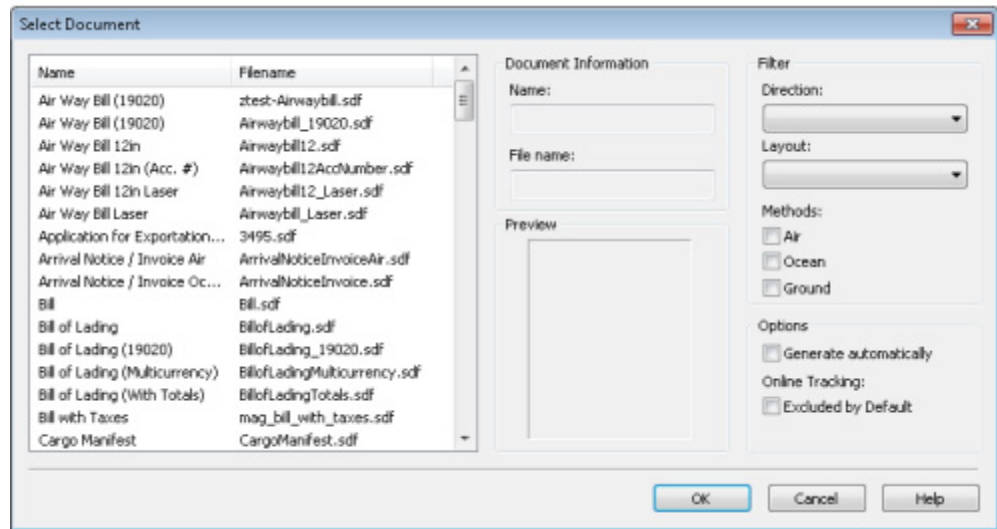 Select Document
Name Filename
Air Way Bill (19020) ztest-Airwaybill.sdf
Air Way Bill (19020) Airwaybill_19020.sdf
Air Way Bill 12in Airwaybill12.sdf
Air Way Bill 12in (Acc. #) Airwaybill12AccNumber.sdf
Air Way Bill 12in Laser Airwaybill12_Laser.sdf
Air Way Bill Laser Airwaybill_Laser.sdf
Application for Exportation... 3495.sdf
Arrival Notice / Invoice Air ArrivalNoticeInvoiceAir.sdf
Arrival Notice / Invoice Oc... ArrivalNoticeInvoice.sdf
Bill Bill.sdf
Bill of Lading BillofLading.sdf
Bill of Lading (19020) BillofLading_19020.sdf
Bill of Lading (Multicurrency) BillofLadingMulticurrency.sdf
Bill of Lading (With Totals) BillofLadingTotals.sdf
Bill with Taxes mag_bill_with_taxes.sdf
Cargo Manifest CargoManifest.sdf
Document Information
Name:
File name:
Preview
Filter
Direction:
Layout:
Methods:
Air
Ocean
Ground
Options
Generate automatically
Online Tracking:
Excluded by Default
OK Cancel Help